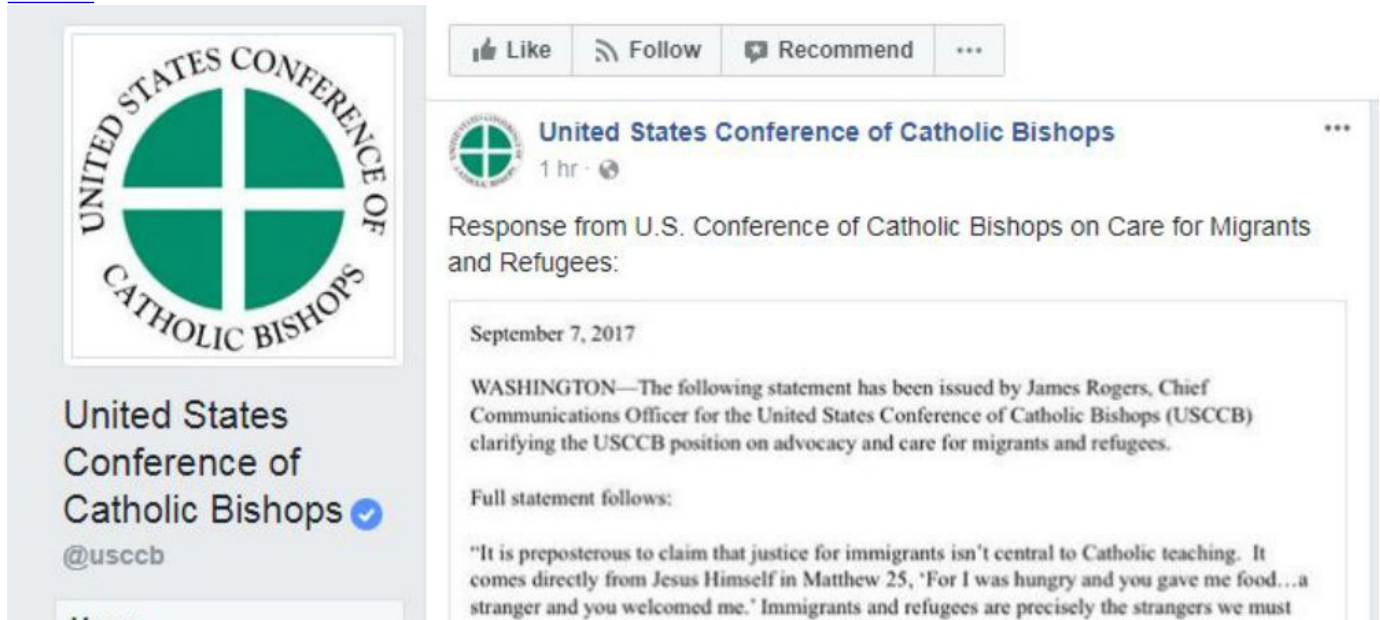 UNITED STATES CONFERENCE OF
CATHOLIC BISHOPS
United States
Conference of
Catholic Bishops
@usccb
Like Follow Recommend ...
United States Conference of Catholic Bishops
1 hr ·
Response from U.S. Conference of Catholic Bishops on Care for Migrants
and Refugees:
September 7, 2017
WASHINGTON—The following statement has been issued by James Rogers, Chief
Communications Officer for the United States Conference of Catholic Bishops (USCCB)
clarifying the USCCB position on advocacy and care for migrants and refugees.
Full statement follows:
“It is preposterous to claim that justice for immigrants isn’t central to Catholic teaching. It
comes directly from Jesus Himself in Matthew 25, ‘For I was hungry and you gave me food…a
stranger and you welcomed me.’ Immigrants and refugees are precisely the strangers we must